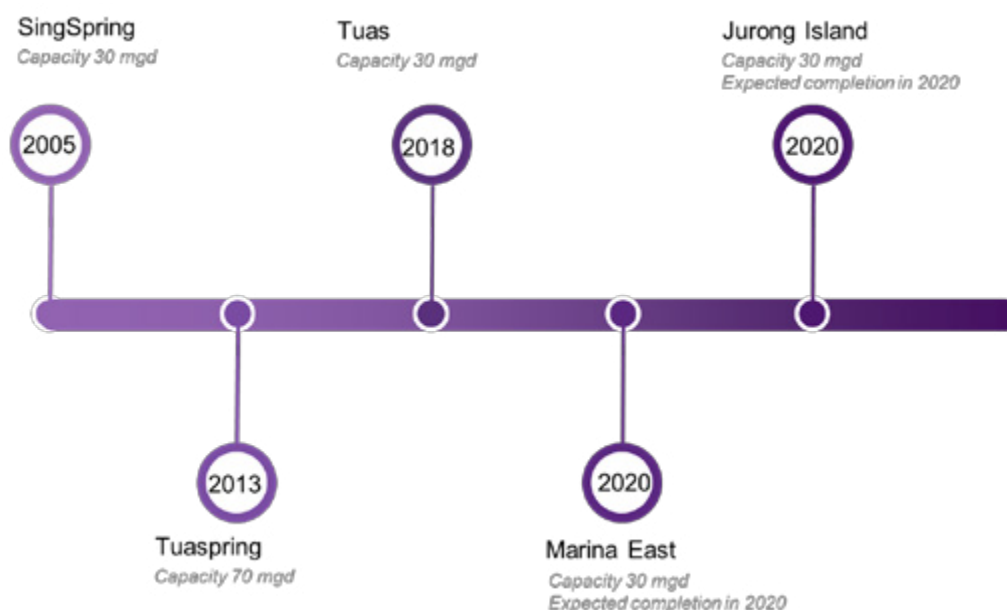 SingSpring
Capacity 30 mgd
2005
Tuaspring
Capacity 70 mgd
2013
Tuas
Capacity 30 mgd
2018
Marina East
Capacity 30 mgd
Expected completion in 2020
2020
Jurong Island
Capacity 30 mgd
Expected completion in 2020
2020